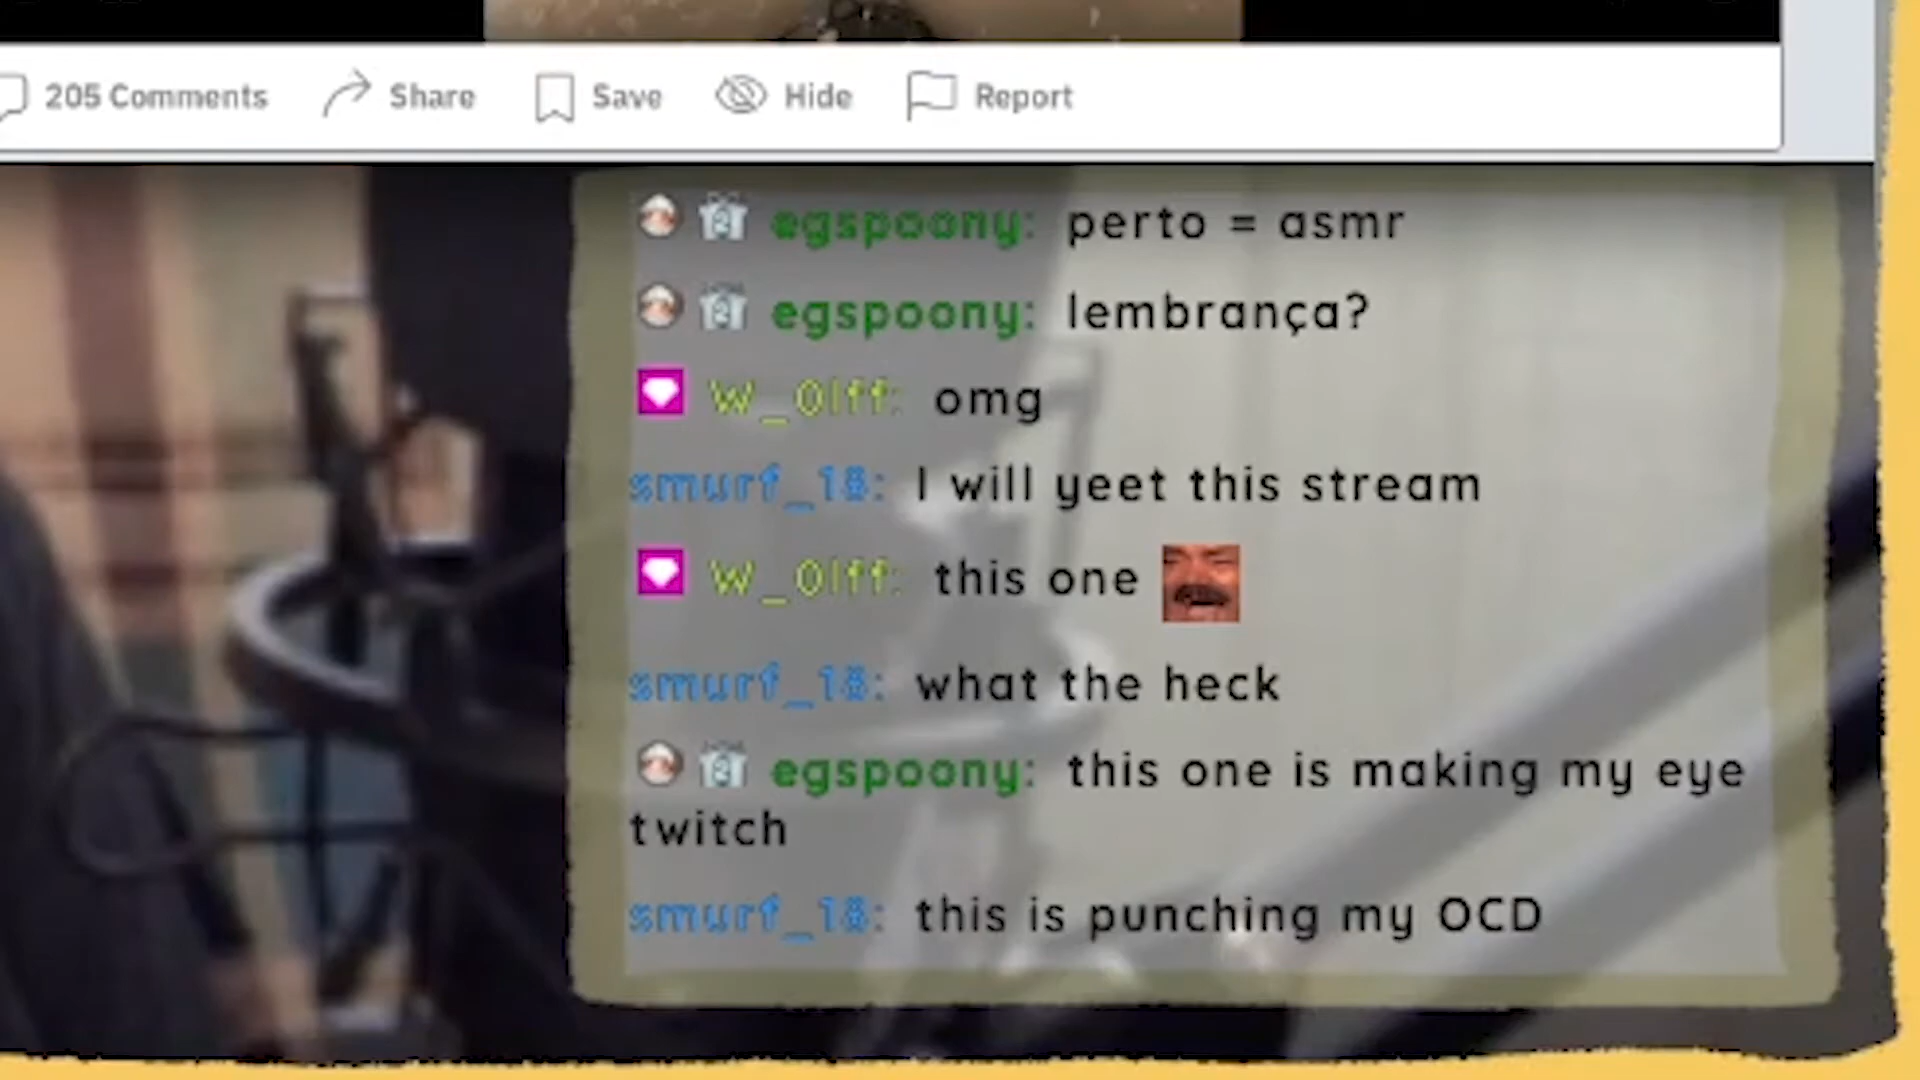 205 Comments Share Save Hide Report
egspoony: perto = asmr
egspoony: lembrança?
W_0lff: omg
smurf_18: I will yeet this stream
W_0lff: this one
smurf_18: what the heck
egspoony: this one is making my eye
twitch
smurf_18: this is punching my OCD